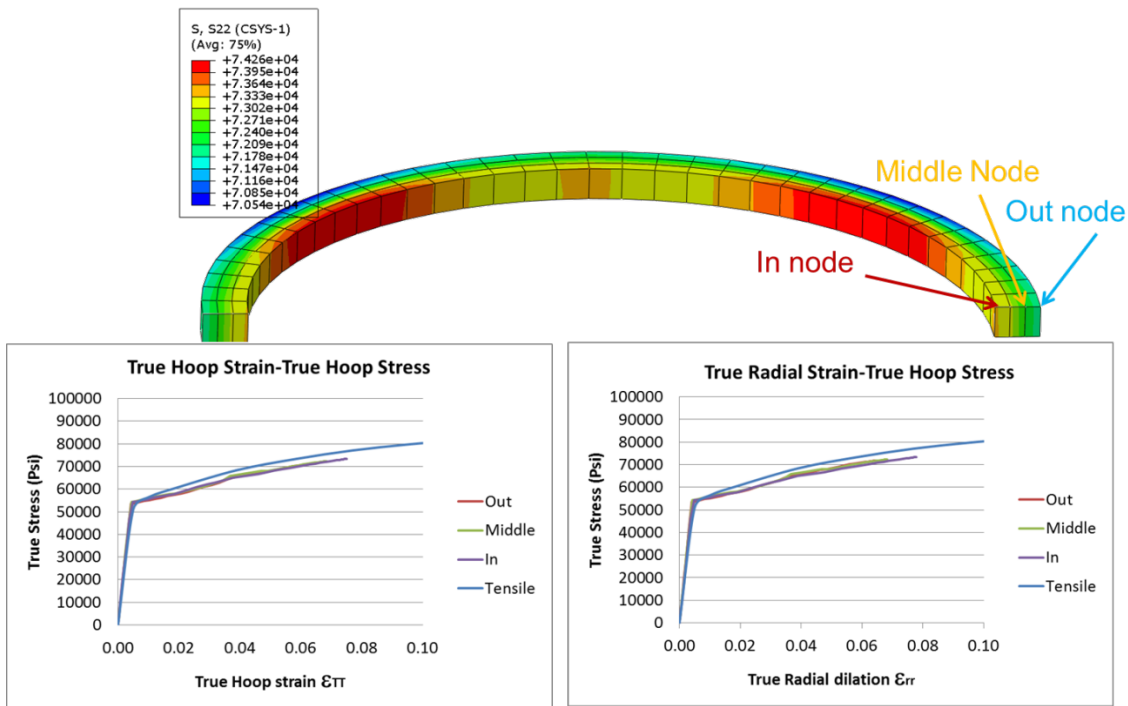 S, S22 (CSYS-1)
(Avg: 75%)
+7.426e+04
+7.395e+04
+7.364e+04
+7.333e+04
+7.302e+04
+7.271e+04
+7.240e+04
+7.209e+04
+7.178e+04
+7.147e+04
+7.116e+04
+7.085e+04
+7.054e+04
Middle Node
Out node
In node
True Hoop Strain-True Hoop Stress
True Stress (Psi)
100000
90000
80000
70000
60000
50000
40000
30000
20000
10000
0
0.00 0.02 0.04 0.06 0.08 0.10
True Hoop strain εTT
Out
Middle
In
Tensile
True Radial Strain-True Hoop Stress
True Stress (Psi)
100000
90000
80000
70000
60000
50000
40000
30000
20000
10000
0
0.00 0.02 0.04 0.06 0.08 0.10
True Radial dilation εrr
Out
Middle
In
Tensile